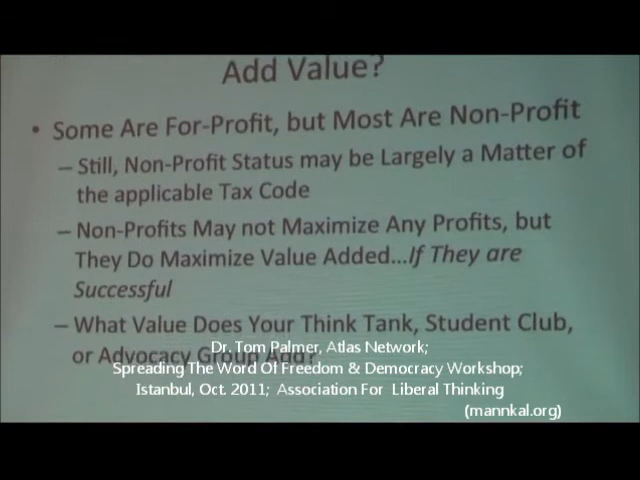 Add Value?
• Some Are For-Profit, but Most Are Non-Profit
– Still, Non-Profit Status may be Largely a Matter of
the applicable Tax Code
– Non-Profits May not Maximize Any Profits, but
They Do Maximize Value Added...If They are
Successful
– What Value Does Your Think Tank, Student Club,
or Advocacy Group Add?
Dr. Tom Palmer, Atlas Network;
Spreading The Word Of Freedom & Democracy Workshop;
Istanbul, Oct. 2011; Association For Liberal Thinking
(mannkal.org)